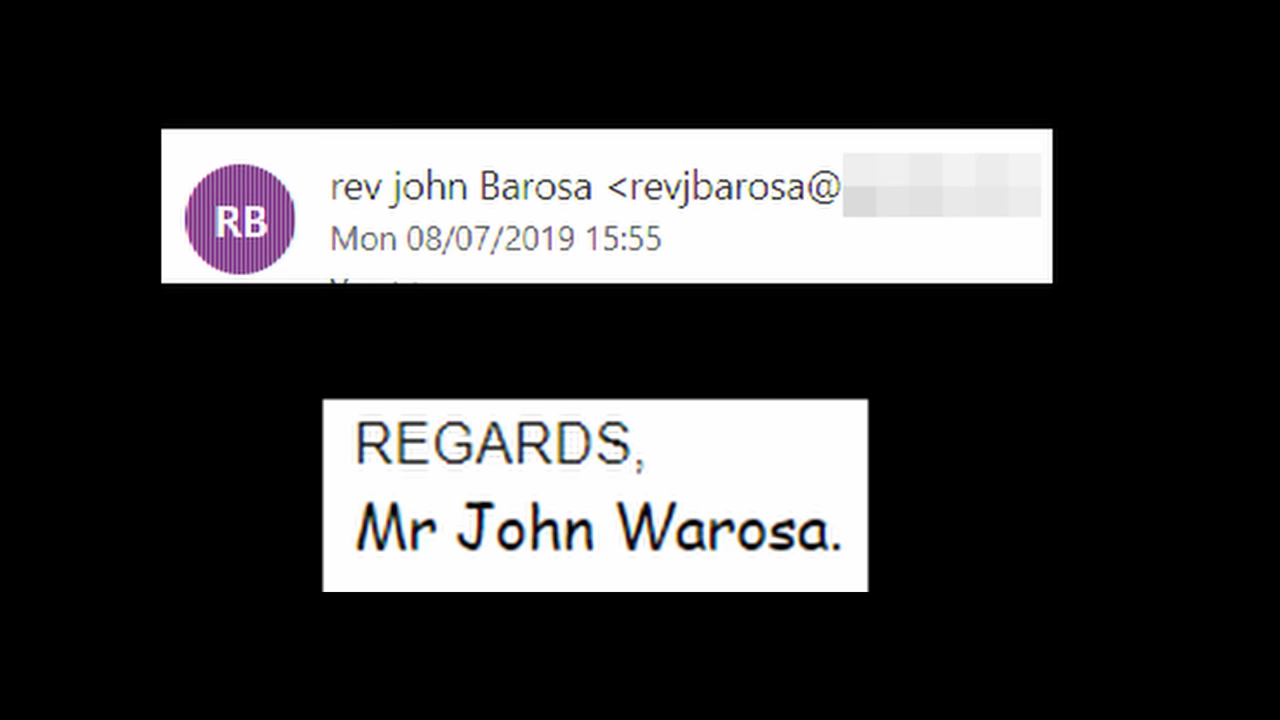 RB
rev john Barosa <revjbarosa@
Mon 08/07/2019 15:55
REGARDS,
Mr John Warosa.